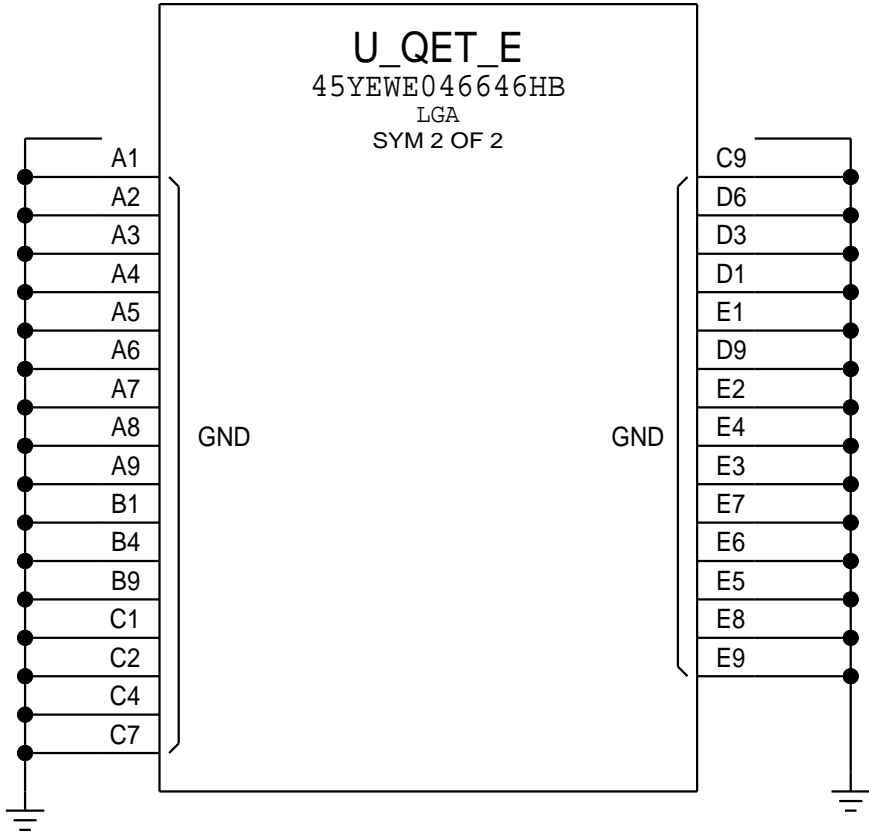 U_QET_E
45YEWE046646HB
LGA
SYM 2 OF 2
A1
A2
A3
A4
A5
A6
A7
A8
A9
B1
B4
B9
C1
C2
C4
C7
GND
GND
C9
D6
D3
D1
E1
D9
E2
E4
E3
E7
E6
E5
E8
E9